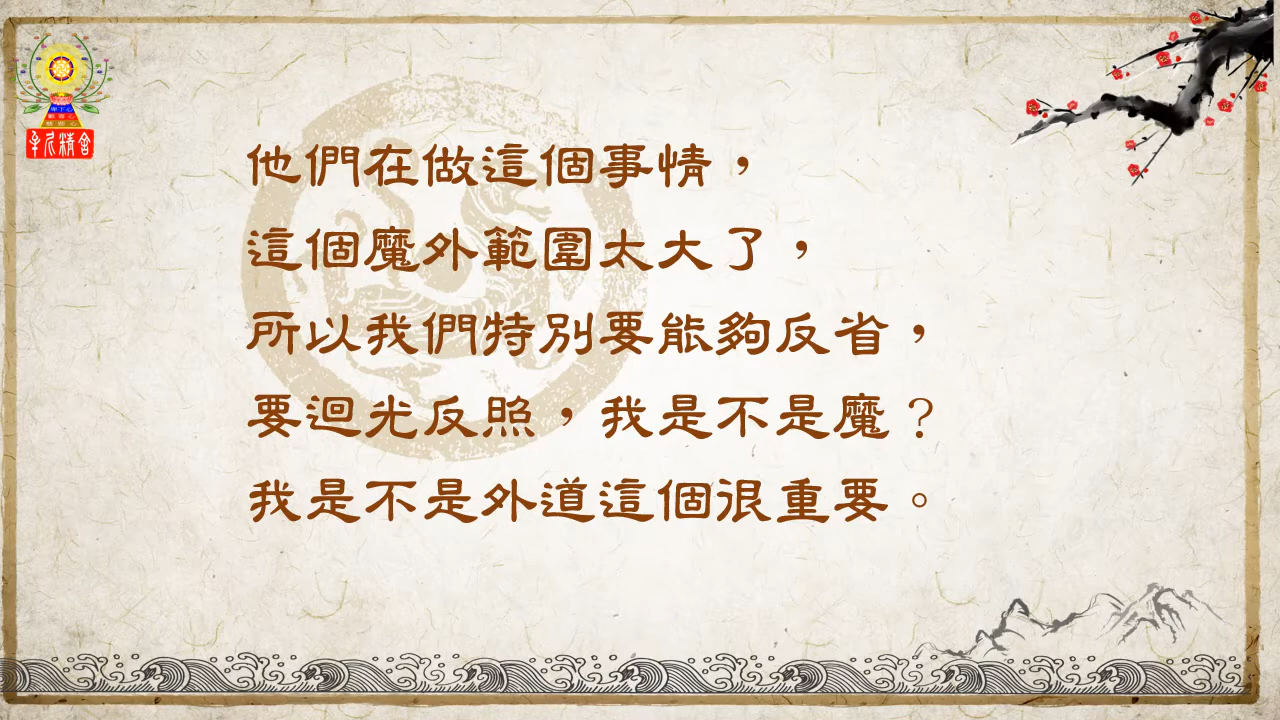 他們在做這個事情，
這個魔外範圍太大了，
所以我們特別要能夠反省，
要迴光反照，我是不是魔？
我是不是外道這個很重要。